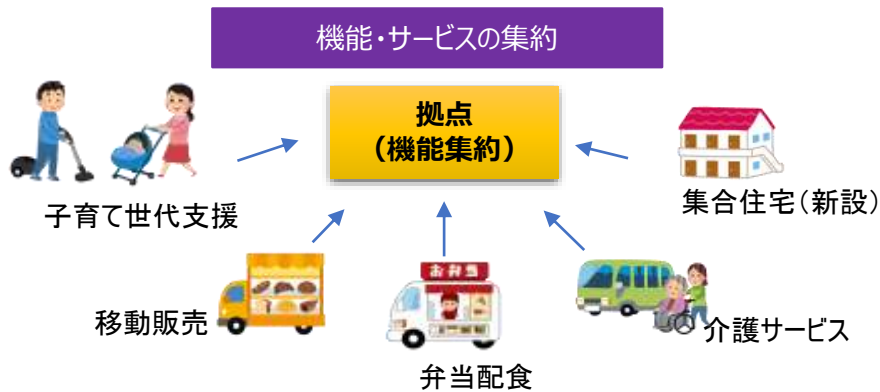 機能・サービスの集約
拠点
（機能集約）
子育て世代支援
集合住宅（新設）
移動販売
お弁当
介護サービス
弁当配食